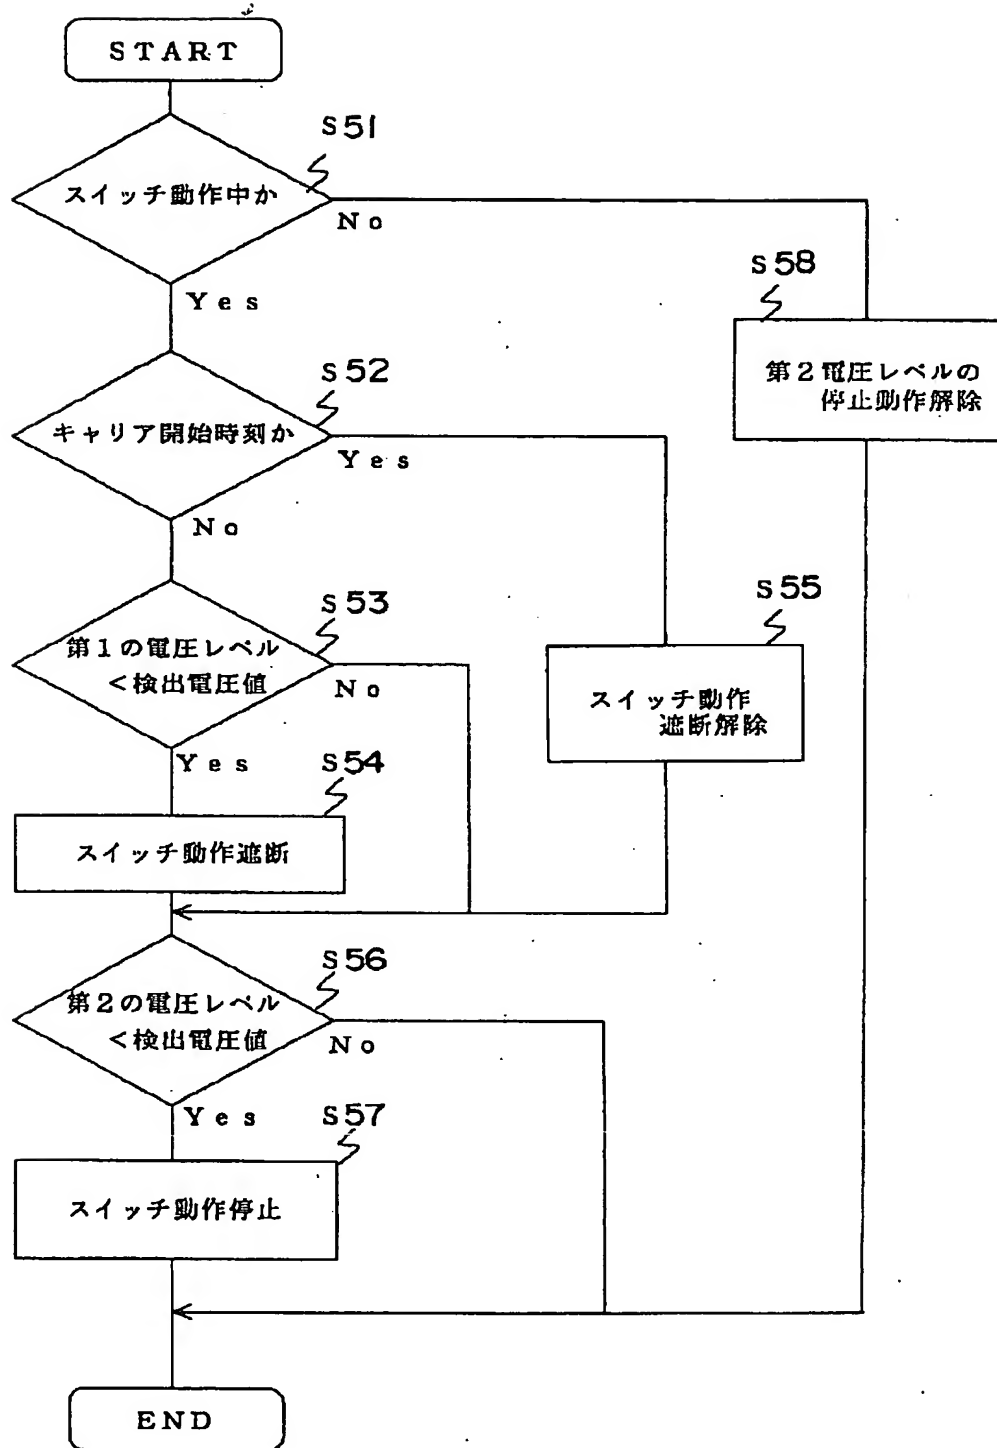 START
S51
スイッチ動作中か
No
Yes
S58
第2電圧レベルの
停止動作解除
S52
キャリア開始時刻か
Yes
No
S53
第1の電圧レベル
<検出電圧値
No
Yes
S55
スイッチ動作
遮断解除
S54
スイッチ動作遮断
S56
第2の電圧レベル
<検出電圧値
No
Yes
S57
スイッチ動作停止
END